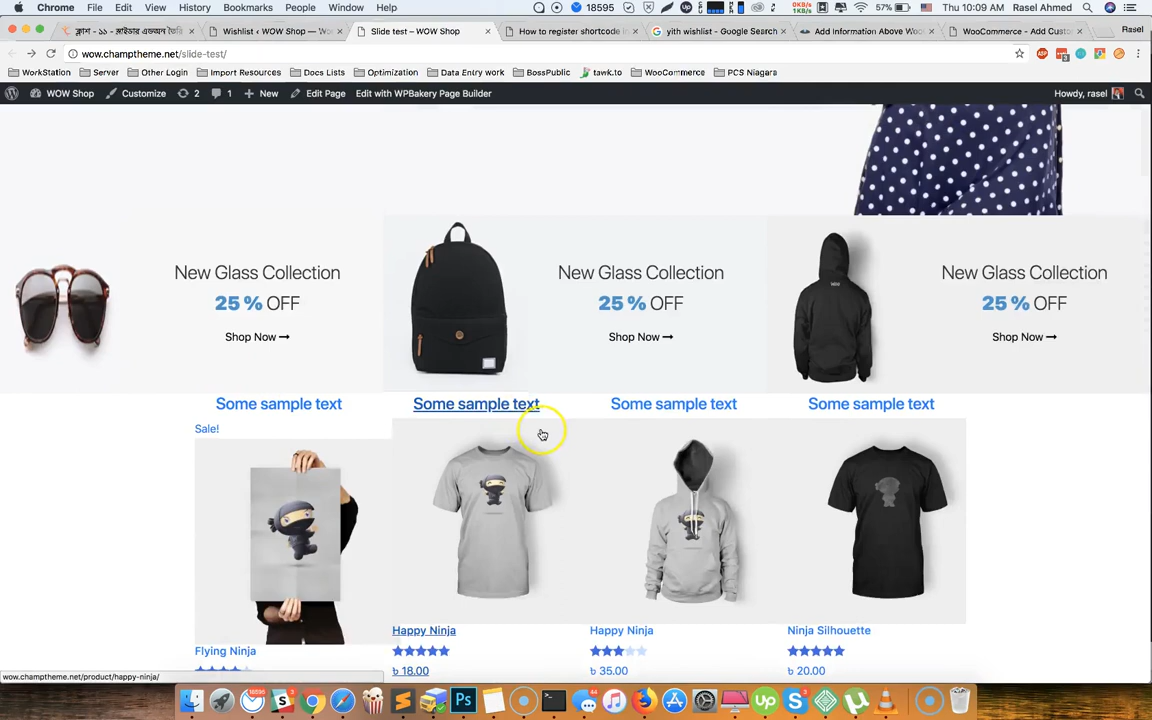 Chrome File Edit View History Bookmarks People Window Help 18595 0KB/s 1KB/s 57% Thu 10:09 AM Rasel Ahmed
Wishlist ‹ WOW Shop — Wo Slide test – WOW Shop How to register shortcode i yith wishlist - Google Search Add Information Above Woo WooCommerce - Add Custo Rasel
wow.champtheme.net/slide-test/
WorkStation Server Other Login Import Resources Docs Lists Optimization Data Entry work BossPublic tawk.to WooCommerce PCS Niagara
WOW Shop Customize 2 1 New Edit Page Edit with WPBakery Page Builder Howdy, rasel
New Glass Collection New Glass Collection New Glass Collection
25 % OFF 25 % OFF 25 % OFF
Shop Now Shop Now Shop Now
Some sample text Some sample text Some sample text Some sample text
Sale!
Happy Ninja Happy Ninja Ninja Silhouette
Flying Ninja
৳ 18.00 ৳ 35.00 ৳ 20.00
wow.champtheme.net/product/happy-ninja/